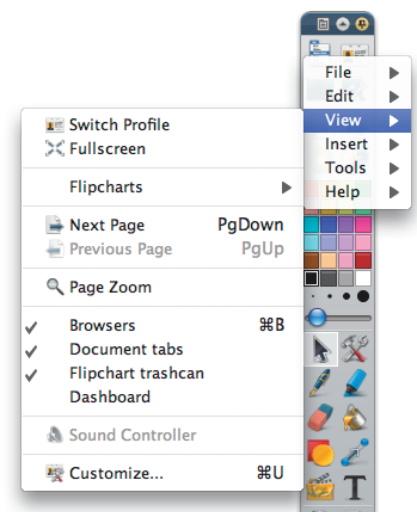 File
Edit
View
Insert
Tools
Help
Switch Profile
Fullscreen
Flipcharts
Next Page PgDown
Previous Page PgUp
Page Zoom
Browsers ⌘B
Document tabs
Flipchart trashcan
Dashboard
Sound Controller
Customize... ⌘U
T